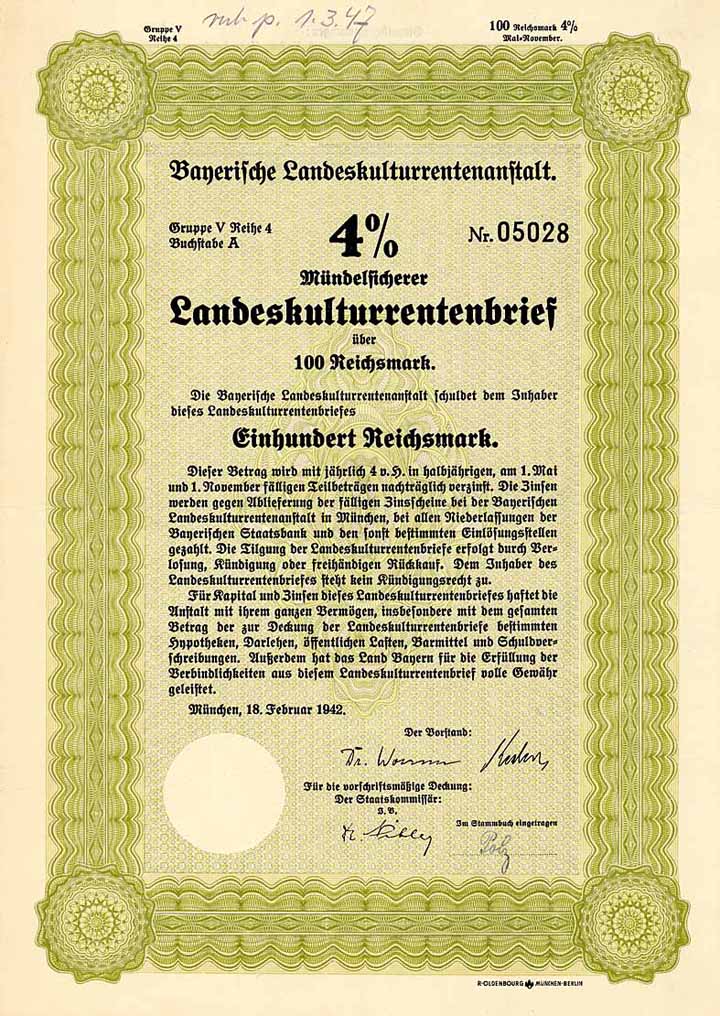 Gruppe V
Reihe 4
1.3.47
100 Reichsmark 4%
Mai-November.
Bayerische Landeskulturrentenanstalt.
Gruppe V Reihe 4
Buchstabe A
4%
Nr. 05028
Mündelsicherer
Landeskulturrentenbrief
über
100 Reichsmark.
Die Bayerische Landeskulturrentenanstalt schuldet dem Inhaber
dieses Landeskulturrentenbriefes
Einhundert Reichsmark.
Dieser Betrag wird mit jährlich 4 v. H. in halbjährigen, am 1. Mai
und 1. November fälligen Teilbeträgen nachträglich verzinst. Die Zinsen
werden gegen Ablieferung der fälligen Zinsscheine bei der Bayerischen
Landeskulturrentenanstalt in München, bei allen Niederlassungen der
Bayerischen Staatsbank und den sonst bestimmten Einlösungsstellen
gezahlt. Die Tilgung der Landeskulturrentenbriefe erfolgt durch Ver-
losung, Kündigung oder freihändigen Rückkauf. Dem Inhaber des
Landeskulturrentenbriefes steht kein Kündigungsrecht zu.
Für Kapital und Zinsen dieses Landeskulturrentenbriefes haftet die
Anstalt mit ihrem ganzen Vermögen, insbesondere mit dem gesamten
Betrag der zur Deckung der Landeskulturrentenbriefe bestimmten
Hypotheken, Darlehen, öffentlichen Lasten, Barmittel und Schuldver-
schreibungen. Außerdem hat das Land Bayern für die Erfüllung der
Verbindlichkeiten aus diesem Landeskulturrentenbrief volle Gewähr
geleistet.
München, 18. Februar 1942.
Der Vorstand:
Dr.
Für die vorschriftsmäßige Deckung:
Der Staatskommissär:
I. V.
Im Stammbuch eingetragen
R·OLDENBOURG MÜNCHEN-BERLIN